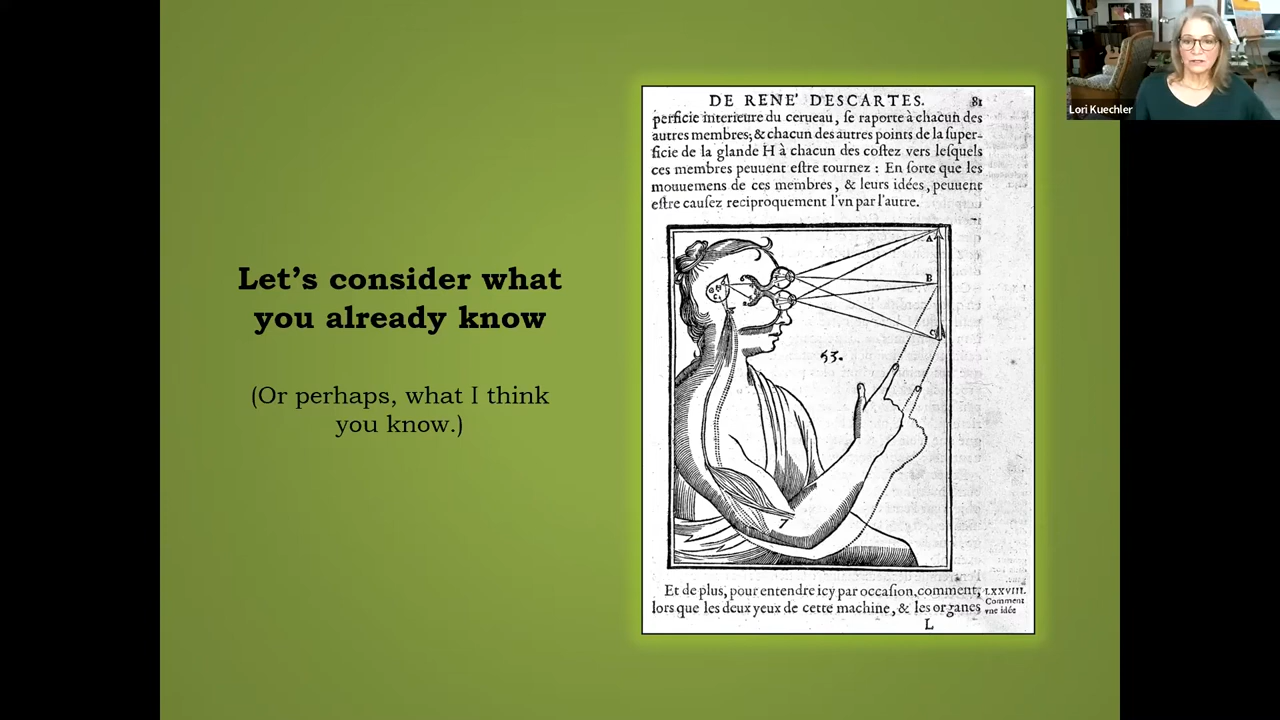 Let's consider what
you already know
(Or perhaps, what I think
you know.)
DE RENE' DESCARTES. 81
perficie interieure du cerueau, ſe raporte à chacun des
autres membres; & chacun des autres points de la ſuper-
ficie de la glande H à chacun des coſtez vers leſquels
ces membres peuuent eſtre tournez : En ſorte que les
mouuemens de ces membres, & leurs idées, peuuent
eſtre cauſez reciproquement l'vn par l'autre.
A
B
C
53.
7
Et de plus, pour entendre icy par occaſion, comment,
lors que les deux yeux de cette machine, & les organes
LXXVIII.
Comment
vne idée
L
Lori Kuechler